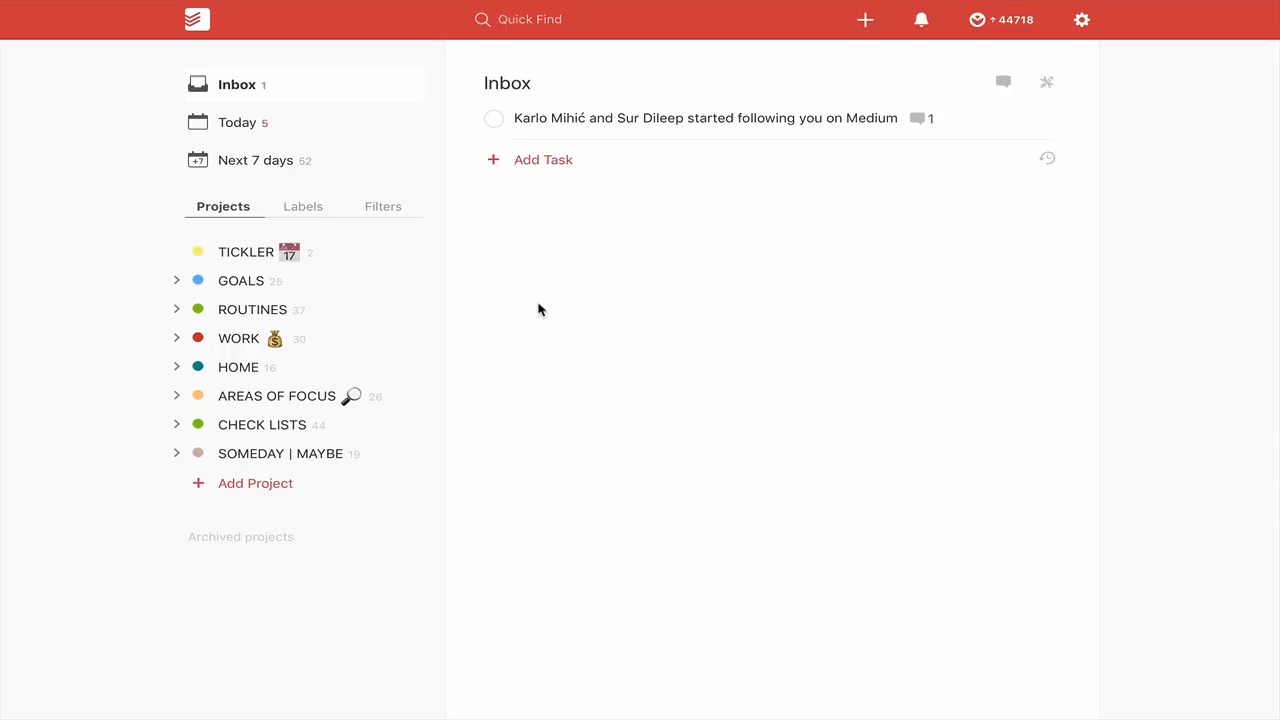 Quick Find
↑44718
Inbox 1
Today 5
+7 Next 7 days 52
Projects Labels Filters
TICKLER 17 2
GOALS 25
ROUTINES 37
WORK $ 30
HOME 16
AREAS OF FOCUS 26
CHECK LISTS 44
SOMEDAY | MAYBE 19
+ Add Project
Archived projects
Inbox
Karlo Mihić and Sur Dileep started following you on Medium 1
+ Add Task